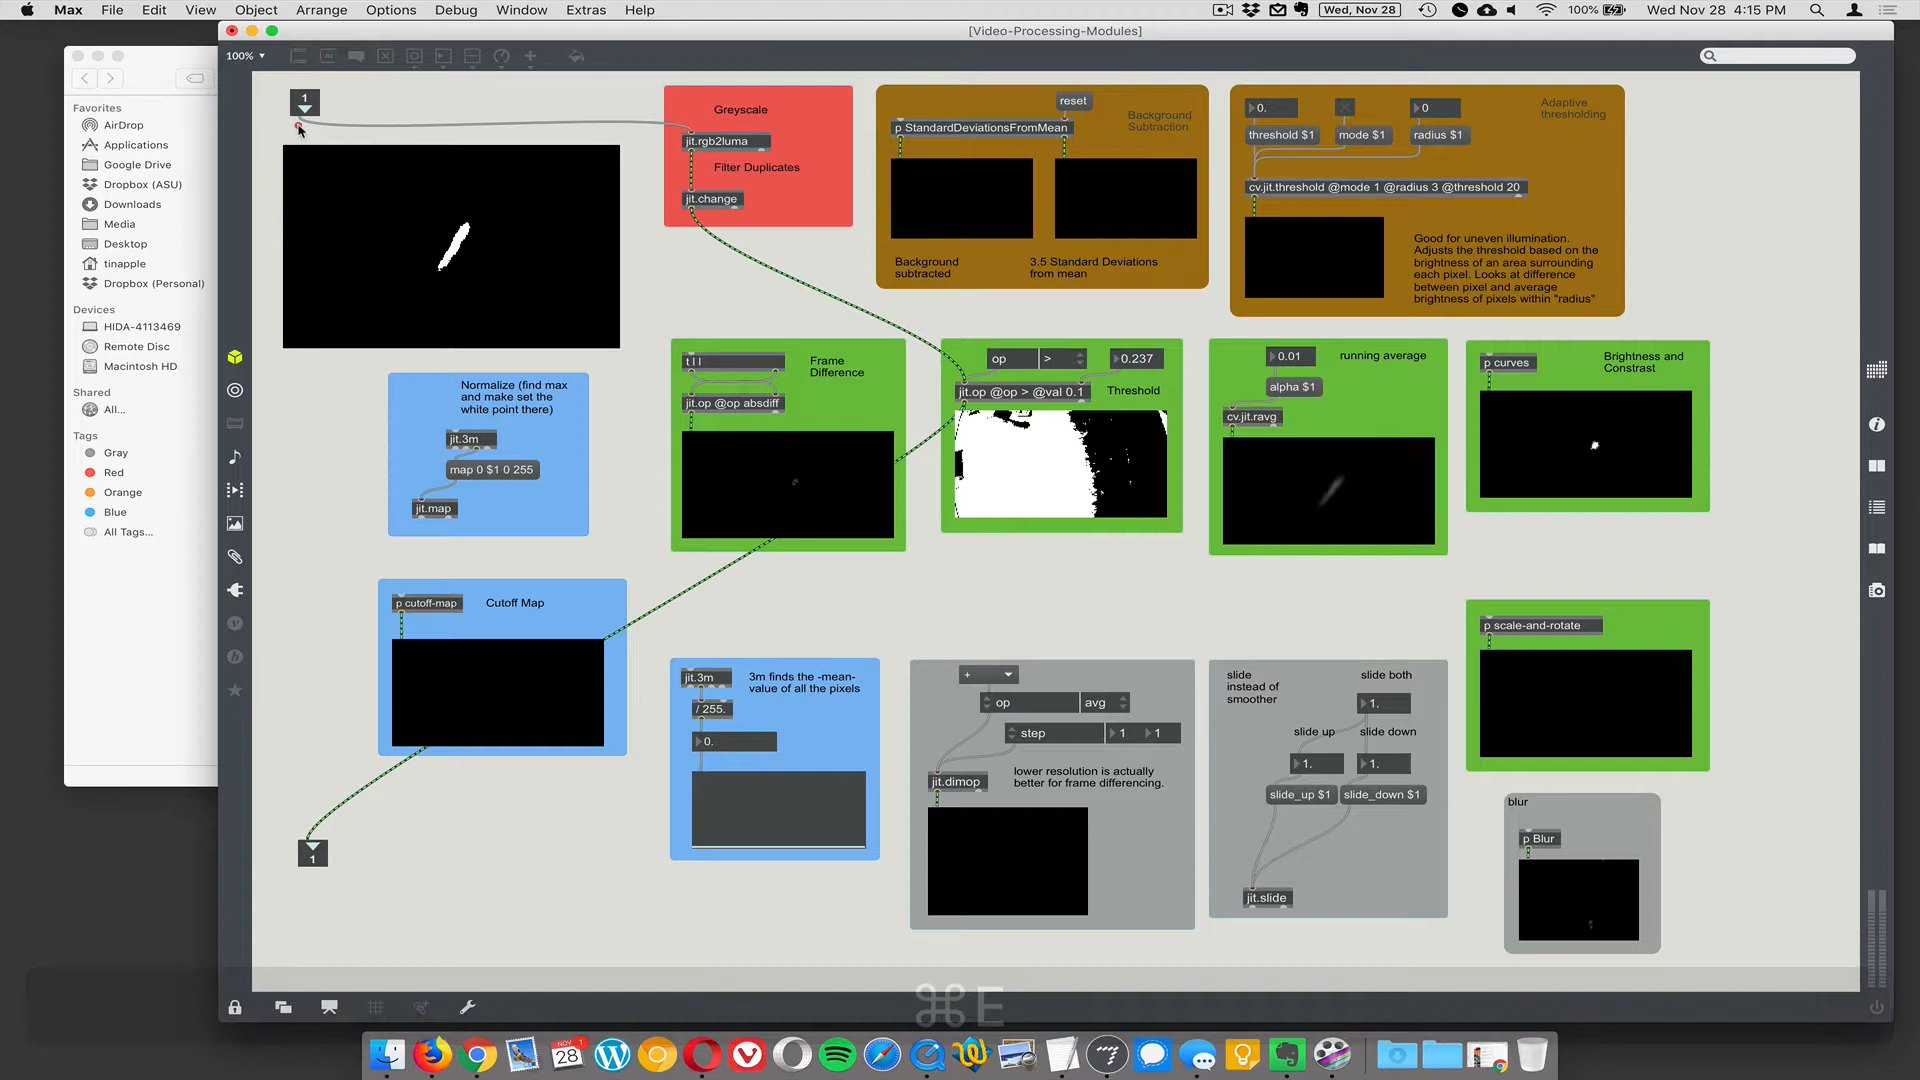 Max File Edit View Object Arrange Options Debug Window Extras Help
Wed, Nov 28
100%
Wed Nov 28 4:15 PM
[Video-Processing-Modules]
100%
Favorites
AirDrop
Applications
Google Drive
Dropbox (ASU)
Downloads
Media
Desktop
tinapple
Dropbox (Personal)
Devices
HIDA-4113469
Remote Disc
Macintosh HD
Shared
All...
Tags
Gray
Red
Orange
Blue
All Tags...
1
Greyscale
jit.rgb2luma
Filter Duplicates
jit.change
reset
p StandardDeviationsFromMean
Background
Subtraction
Background
subtracted
3.5 Standard Deviations
from mean
0.
0
Adaptive
thresholding
threshold $1
mode $1
radius $1
cv.jit.threshold @mode 1 @radius 3 @threshold 20
Good for uneven illumination.
Adjusts the threshold based on the
brightness of an area surrounding
each pixel. Looks at difference
between pixel and average
brightness of pixels within "radius"
Normalize (find max
and make set the
white point there)
jit.3m
map 0 $1 0 255
jit.map
t l l
Frame
Difference
jit.op @op absdiff
op
>
0.237
jit.op @op > @val 0.1
Threshold
0.01
running average
alpha $1
cv.jit.ravg
p curves
Brightness and
Constrast
p cutoff-map
Cutoff Map
1
jit.3m
3m finds the -mean-
value of all the pixels
/ 255.
0.
+
op
avg
step
1
1
jit.dimop
lower resolution is actually
better for frame differencing.
slide
instead of
smoother
slide both
1.
slide up
slide down
1.
1.
slide_up $1
slide_down $1
jit.slide
p scale-and-rotate
blur
p Blur
⌘E
NOV
28
1